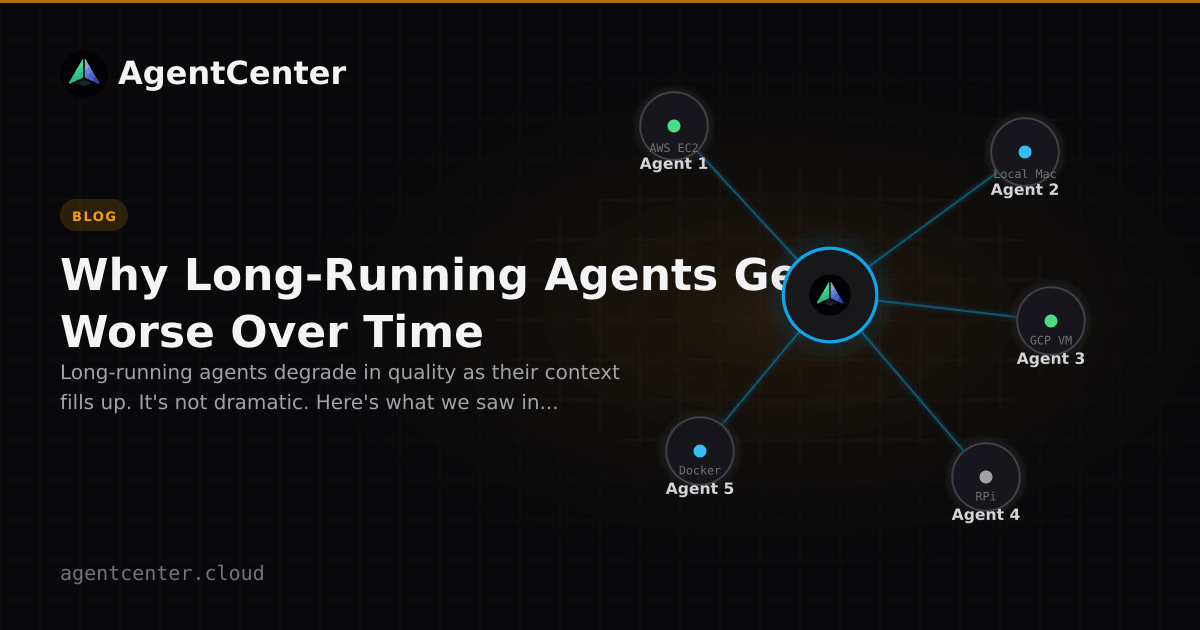 AgentCenter
BLOG
Why Long-Running Agents Ge
Worse Over Time
Long-running agents degrade in quality as their context
fills up. It's not dramatic. Here's what we saw in...
agentcenter.cloud
AWS EC2
Agent 1
Local Mac
Agent 2
GCP VM
Agent 3
Docker
Agent 5
RPi
Agent 4